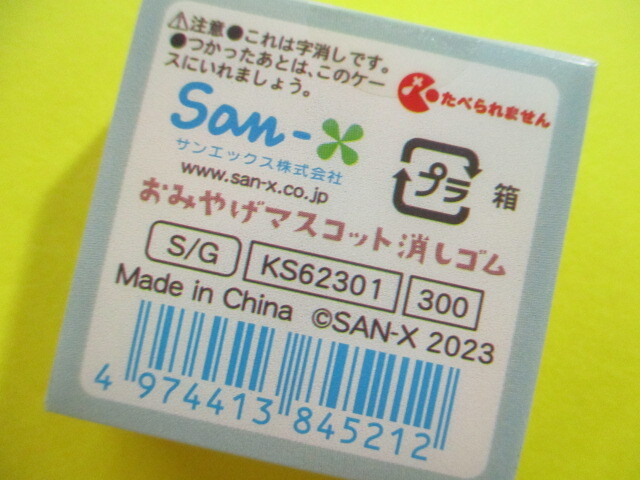 ⚠注意●これは字消しです。
●つかったあとは、このケー
スにいれましょう。
たべられません
San-X
サンエックス株式会社
www.san-x.co.jp
プラ 箱
おみやげマスコット消しゴム
S/G KS62301 300
Made in China ©SAN-X 2023
4 974413 845212